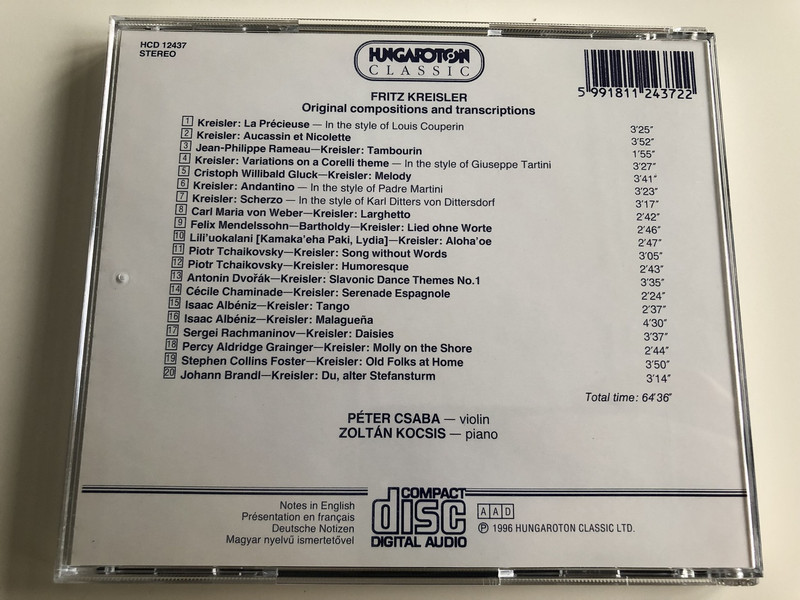 HCD 12437
STEREO
HUNGAROTON
CLASSIC
5 991811 243722
FRITZ KREISLER
Original compositions and transcriptions
1 Kreisler: La Précieuse — In the style of Louis Couperin 3'25"
2 Kreisler: Aucassin et Nicolette 3'52"
3 Jean-Philippe Rameau—Kreisler: Tambourin 1'55"
4 Kreisler: Variations on a Corelli theme — In the style of Giuseppe Tartini 3'27"
5 Cristoph Willibald Gluck—Kreisler: Melody 3'41"
6 Kreisler: Andantino — In the style of Padre Martini 3'23"
7 Kreisler: Scherzo — In the style of Karl Ditters von Dittersdorf 3'17"
8 Carl Maria von Weber—Kreisler: Larghetto 2'42"
9 Felix Mendelssohn—Bartholdy—Kreisler: Lied ohne Worte 2'46"
10 Lili'uokalani [Kamaka'eha Paki, Lydia]—Kreisler: Aloha'oe 2'47"
11 Piotr Tchaikovsky—Kreisler: Song without Words 3'05"
12 Piotr Tchaikovsky—Kreisler: Humoresque 2'43"
13 Antonin Dvořák—Kreisler: Slavonic Dance Themes No.1 3'35"
14 Cécile Chaminade—Kreisler: Serenade Espagnole 2'24"
15 Isaac Albéniz—Kreisler: Tango 2'37"
16 Isaac Albéniz—Kreisler: Malagueña 4'30"
17 Sergei Rachmaninov—Kreisler: Daisies 3'37"
18 Percy Aldridge Grainger—Kreisler: Molly on the Shore 2'44"
19 Stephen Collins Foster—Kreisler: Old Folks at Home 3'50"
20 Johann Brandl—Kreisler: Du, alter Stefansturm 3'14"
Total time: 64'36"
PÉTER CSABA — violin
ZOLTÁN KOCSIS — piano
Notes in English
Présentation en français
Deutsche Notizen
Magyar nyelvű ismertetővel
COMPACT
disc
DIGITAL AUDIO
A A D
℗ 1996 HUNGAROTON CLASSIC LTD.